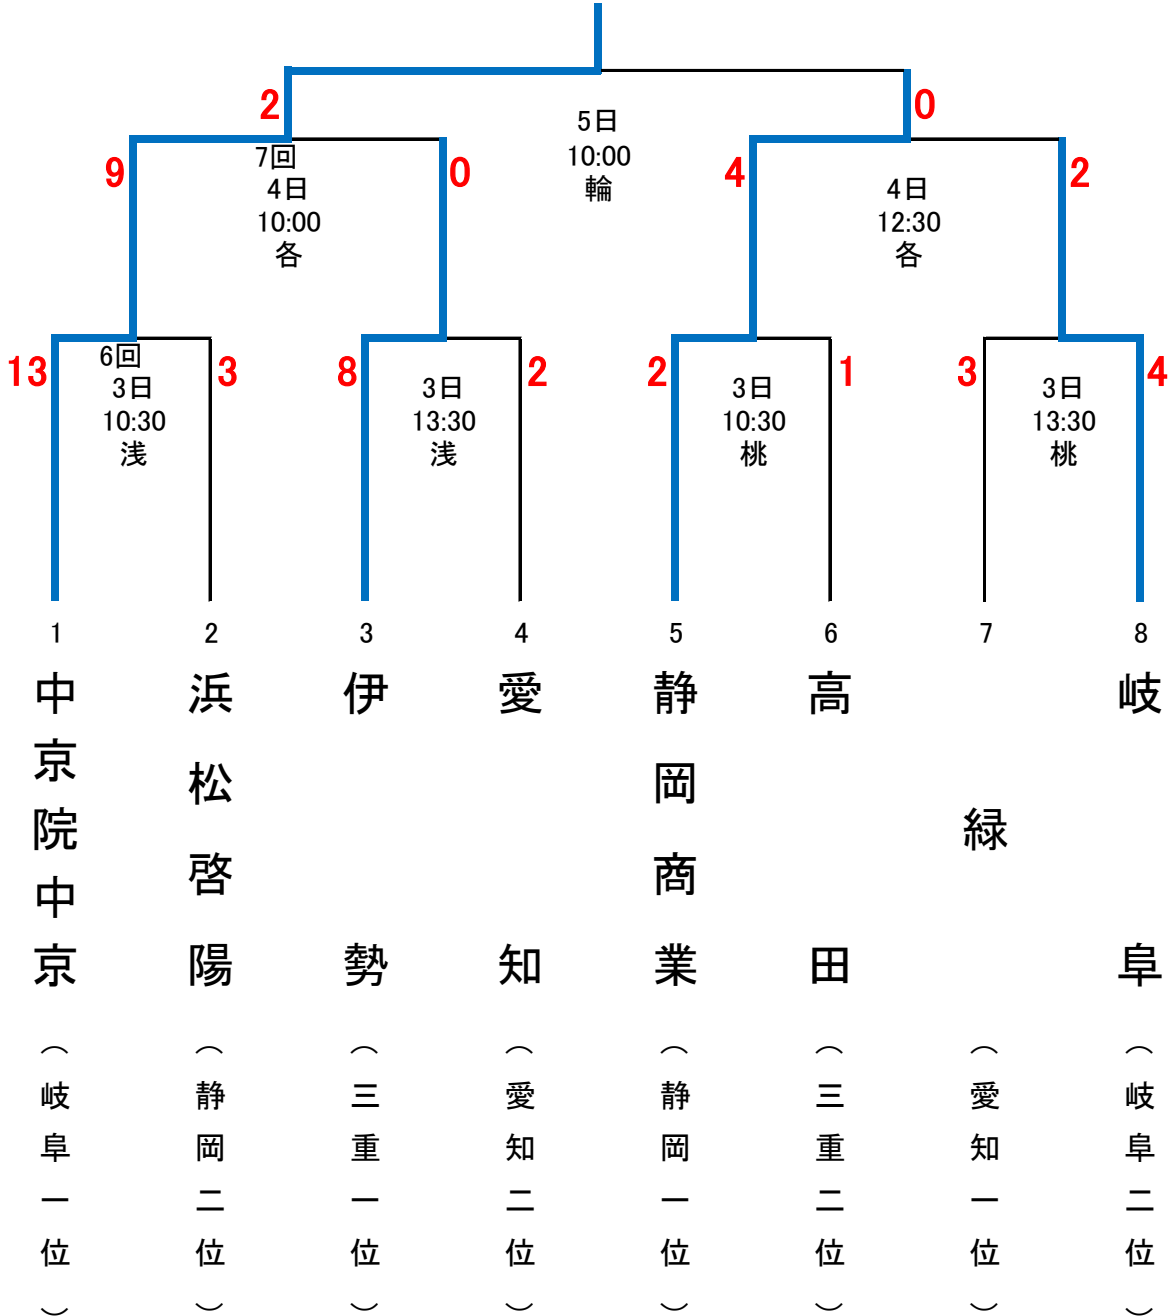 2
0
5日
10:00
輪
9
7回
4日
10:00
各
0
4
4日
12:30
各
2
13
6回
3日
10:30
浅
3
8
3日
13:30
浅
2
2
3日
10:30
桃
1
3
3日
13:30
桃
4
1
2
3
4
5
6
7
8
中京院中京
浜松啓陽
伊勢
愛知
静岡商業
高田
緑
岐阜
（岐阜一位）
（静岡二位）
（三重一位）
（愛知二位）
（静岡一位）
（三重二位）
（愛知一位）
（岐阜二位）